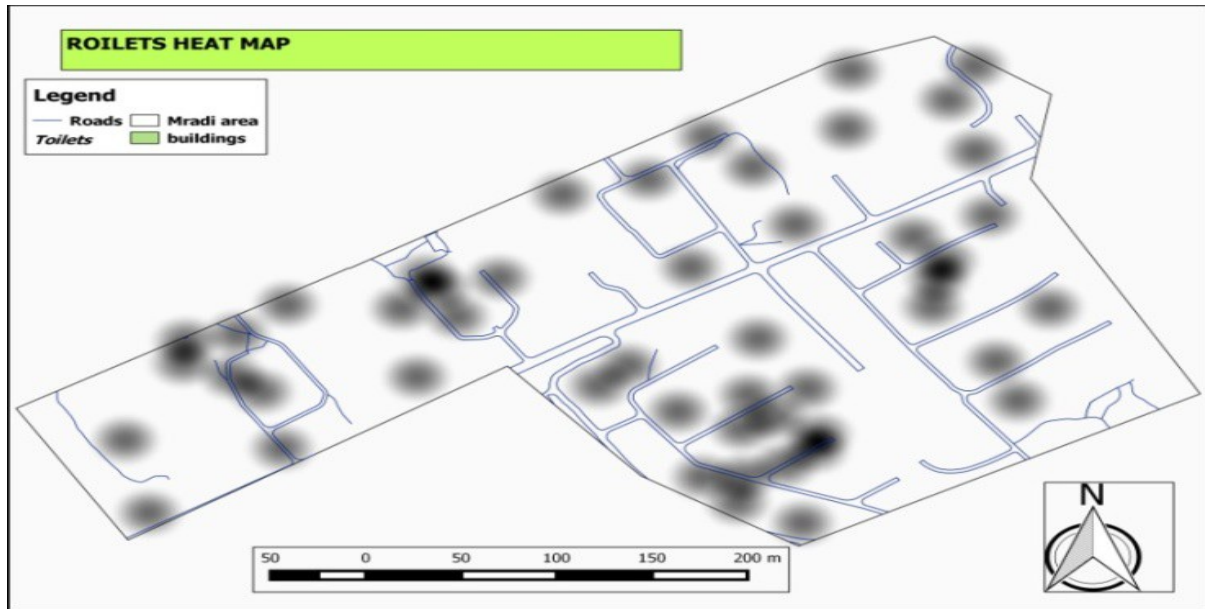 ROILETS HEAT MAP
Legend
Roads Mradi area
Toilets buildings
50 0 50 100 150 200 m
N